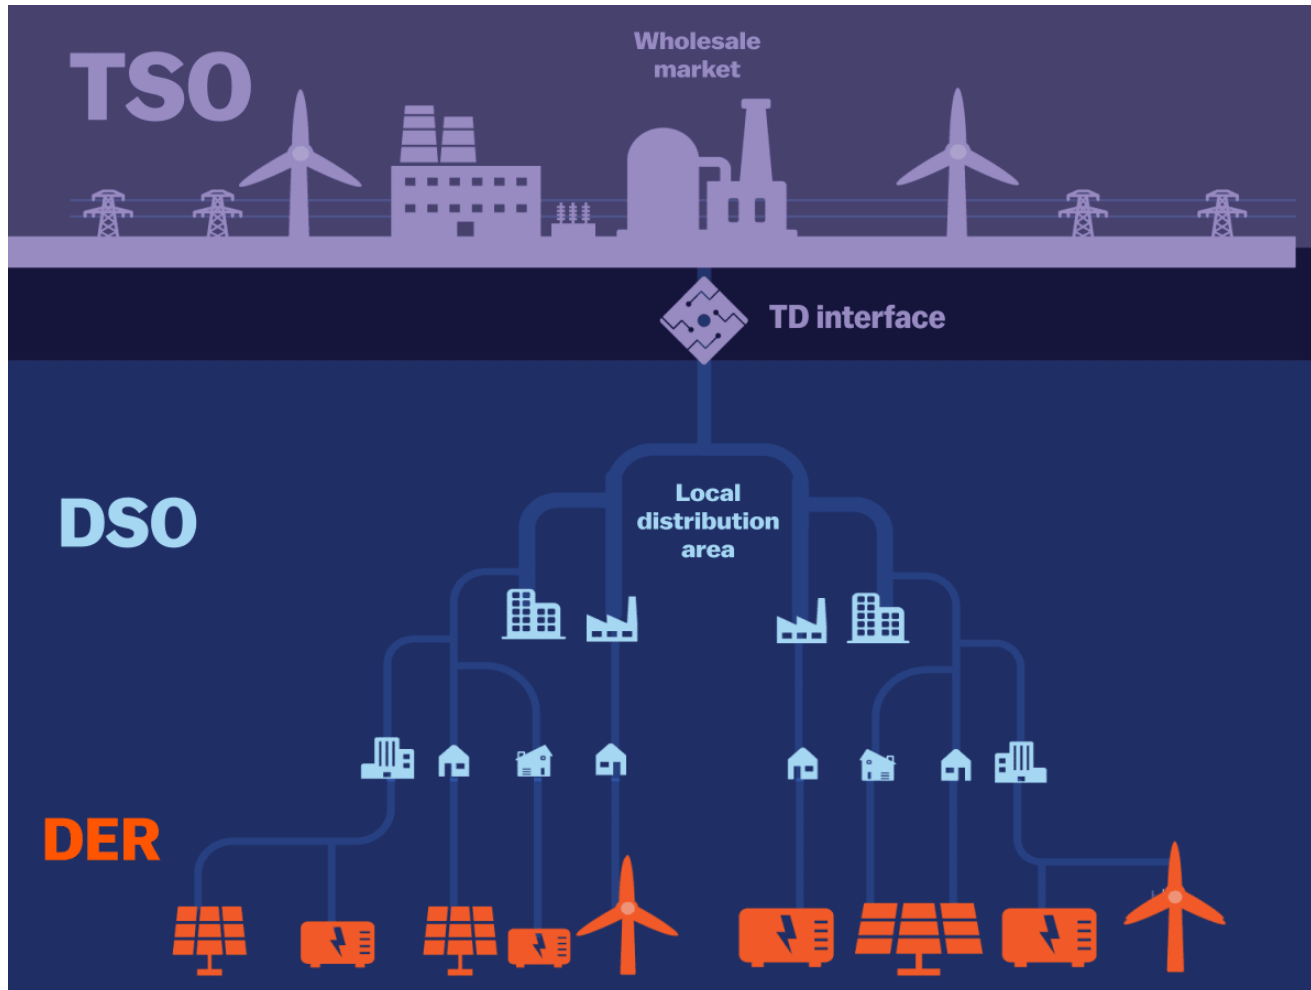 TSO
Wholesale
market
TD interface
DSO
Local
distribution
area
DER